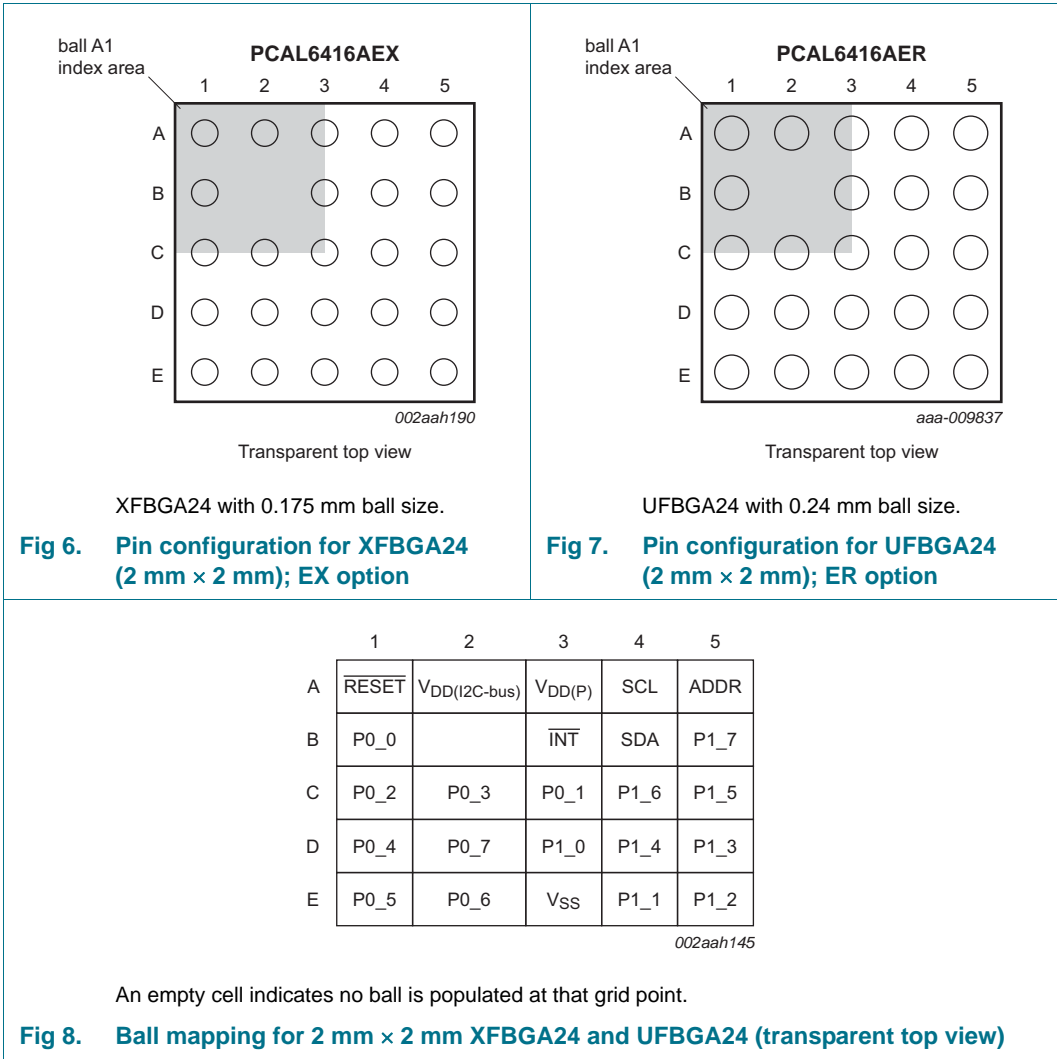 ball A1
index area
PCAL6416AEX
1 2 3 4 5
A
B
C
D
E
002aah190
Transparent top view
XFBGA24 with 0.175 mm ball size.
Fig 6. Pin configuration for XFBGA24
(2 mm × 2 mm); EX option
ball A1
index area
PCAL6416AER
1 2 3 4 5
A
B
C
D
E
aaa-009837
Transparent top view
UFBGA24 with 0.24 mm ball size.
Fig 7. Pin configuration for UFBGA24
(2 mm × 2 mm); ER option
1 2 3 4 5
A RESET VDD(I2C-bus) VDD(P) SCL ADDR
B P0_0 INT SDA P1_7
C P0_2 P0_3 P0_1 P1_6 P1_5
D P0_4 P0_7 P1_0 P1_4 P1_3
E P0_5 P0_6 VSS P1_1 P1_2
002aah145
An empty cell indicates no ball is populated at that grid point.
Fig 8. Ball mapping for 2 mm × 2 mm XFBGA24 and UFBGA24 (transparent top view)